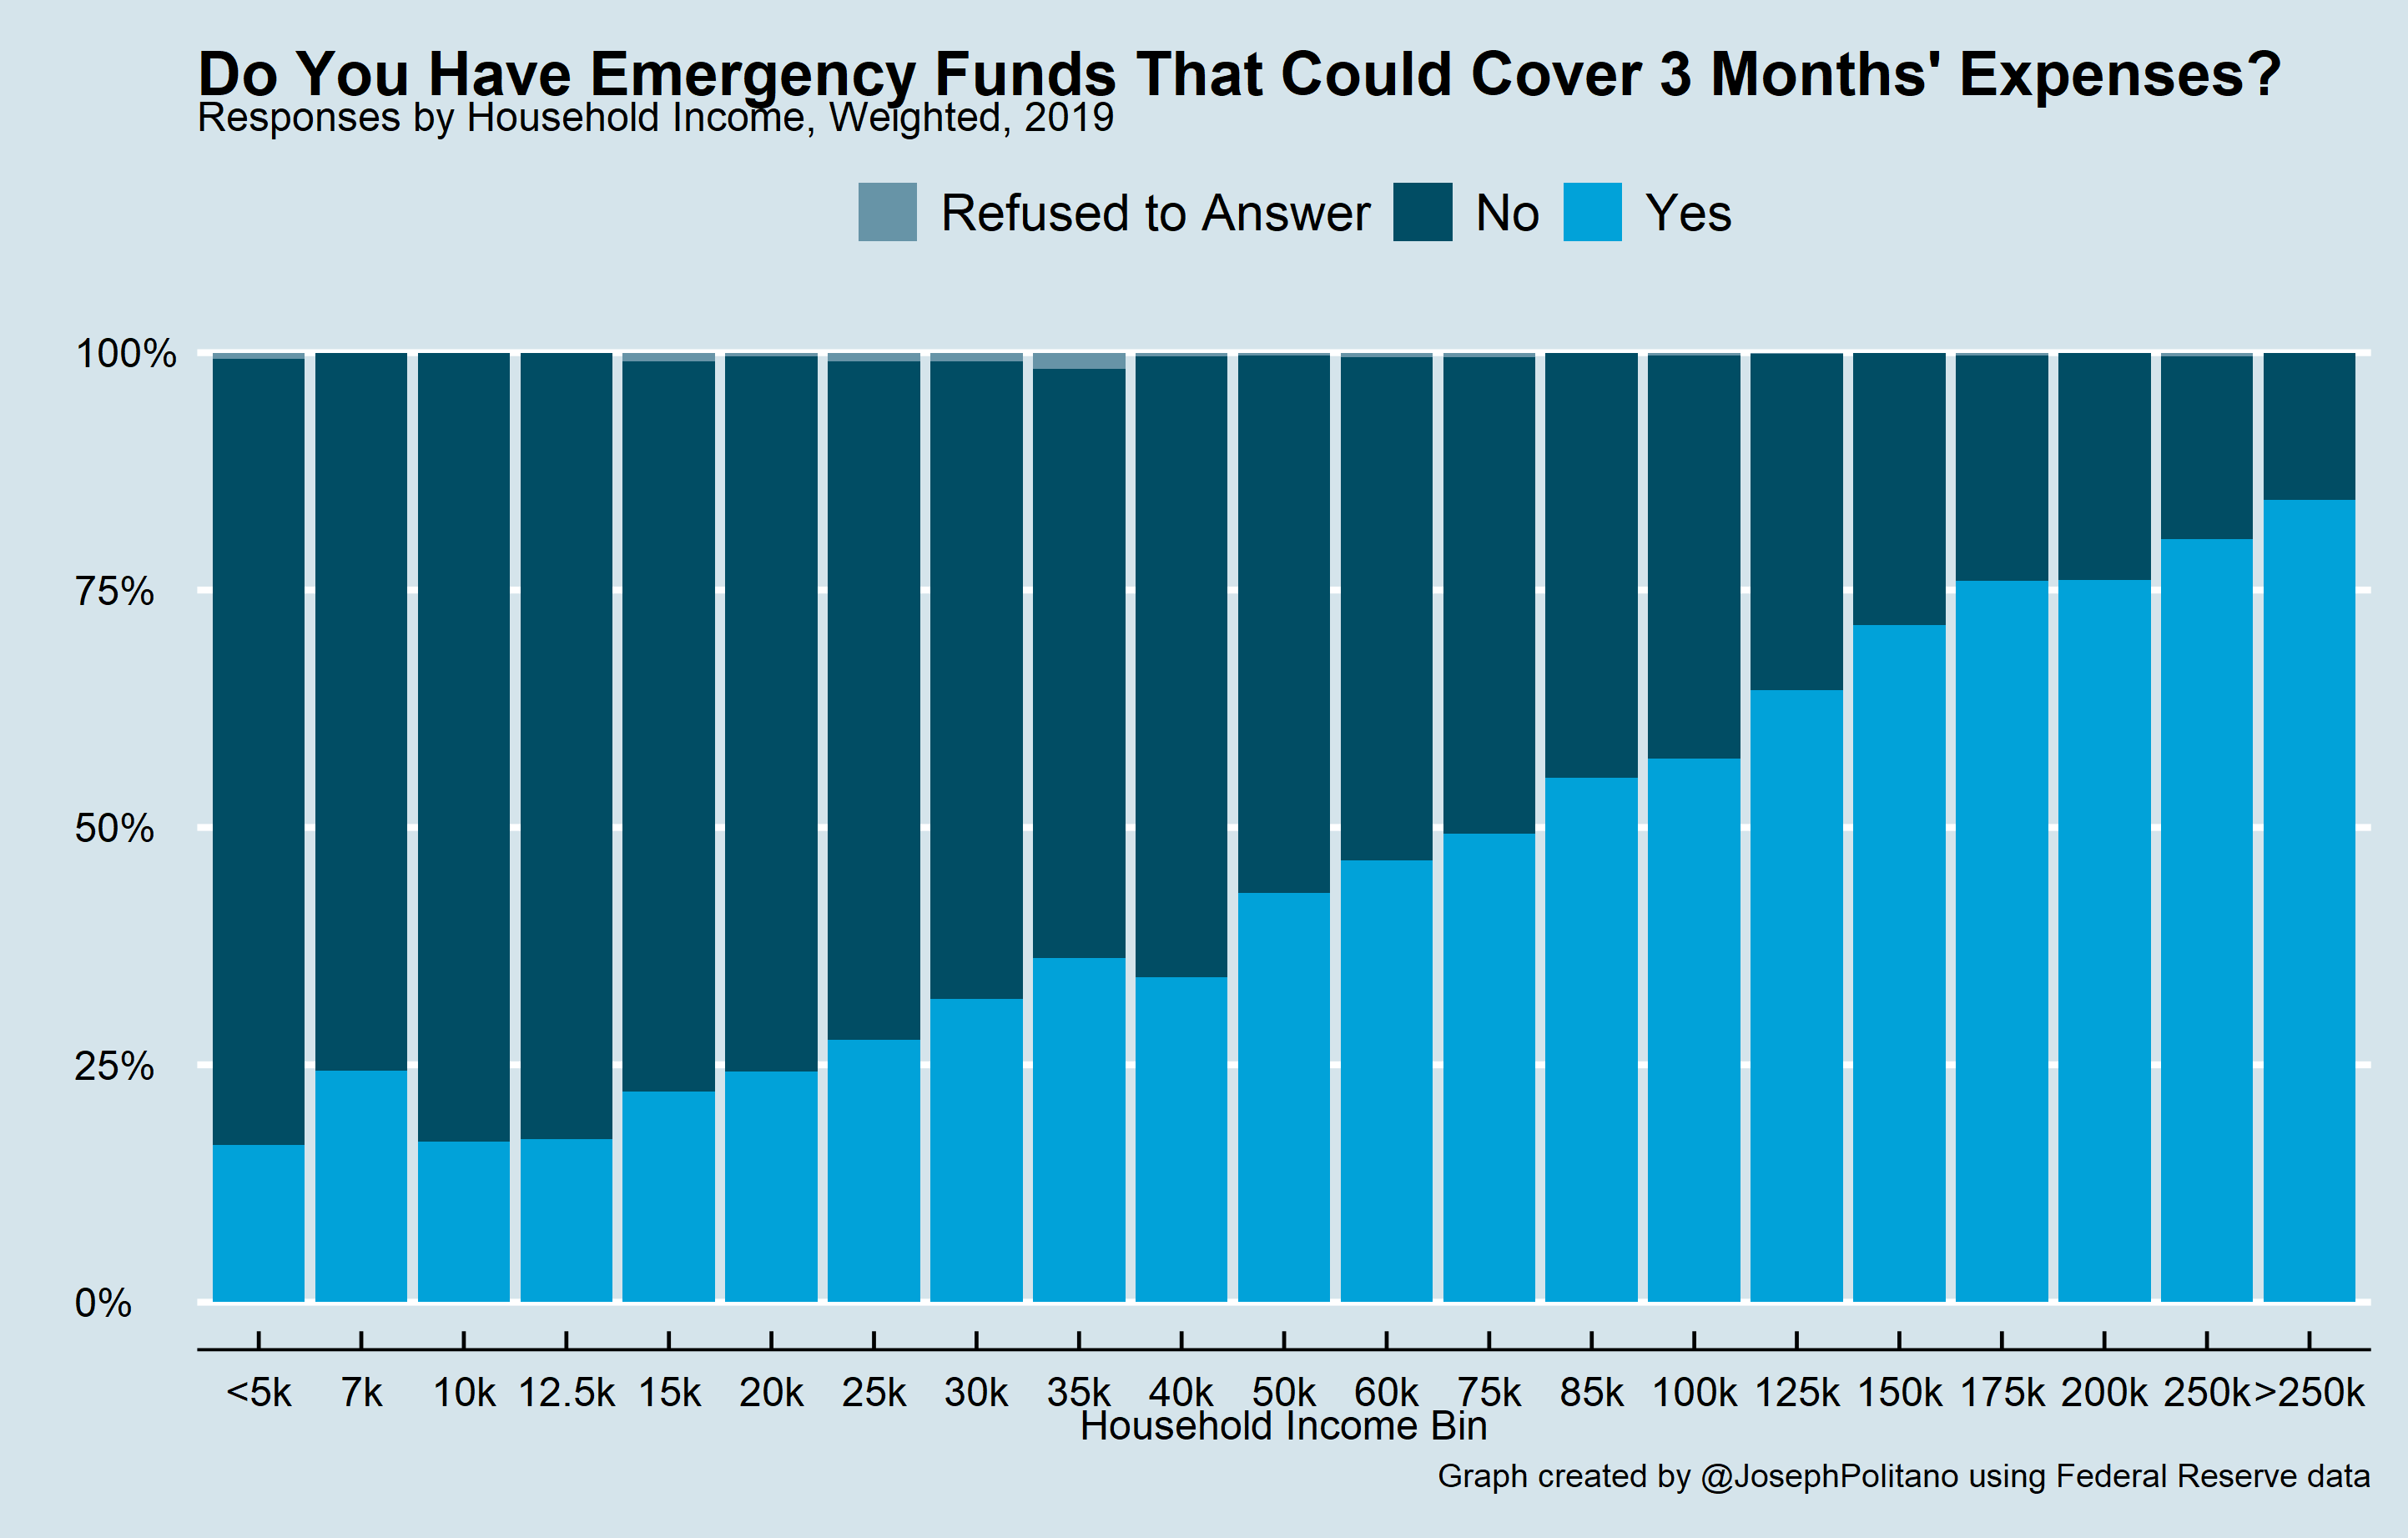 Do You Have Emergency Funds That Could Cover 3 Months' Expenses?
Responses by Household Income, Weighted, 2019
Refused to Answer No Yes
100%
75%
50%
25%
0%
<5k 7k 10k 12.5k 15k 20k 25k 30k 35k 40k 50k 60k 75k 85k 100k 125k 150k 175k 200k 250k >250k
Household Income Bin
Graph created by @JosephPolitano using Federal Reserve data